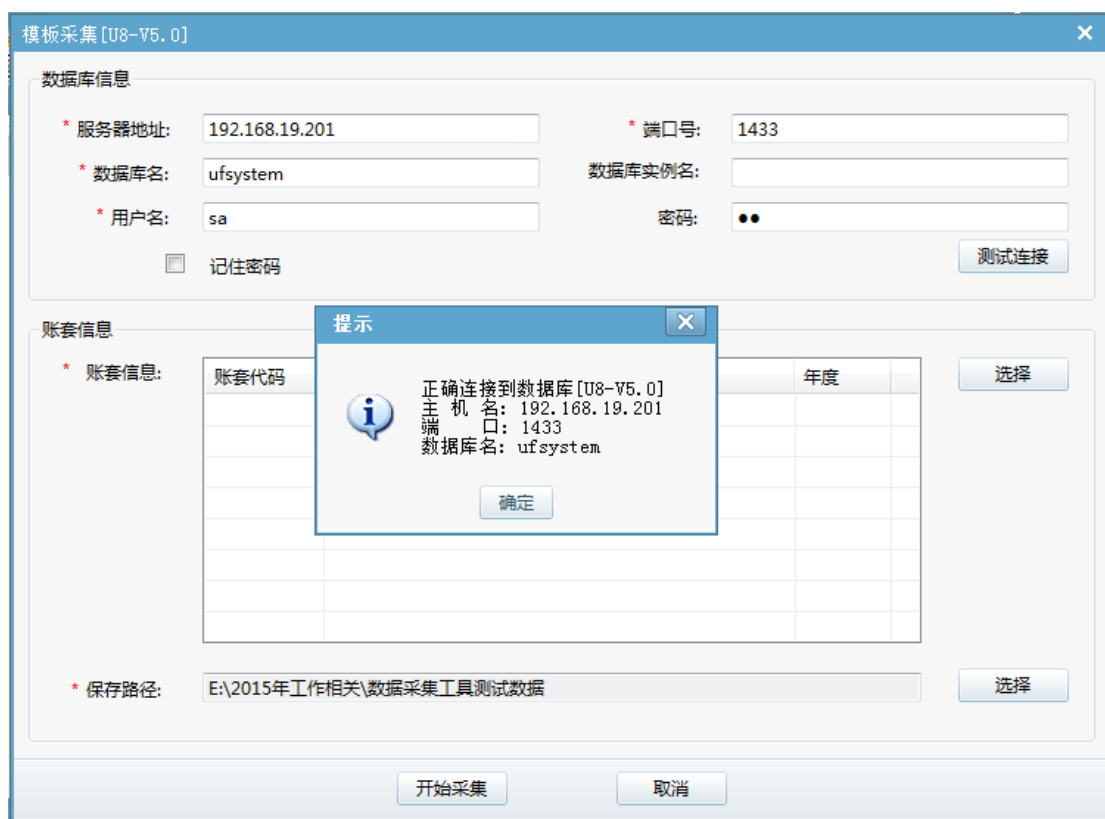 模板采集[U8-V5.0]
数据库信息
* 服务器地址: 192.168.19.201 * 端口号: 1433
* 数据库名: ufsystem 数据库实例名:
* 用户名: sa 密码: ●●
记住密码 测试连接
账套信息
* 账套信息: 账套代码 年度 选择
提示
正确连接到数据库[U8-V5.0]
主 机 名: 192.168.19.201
端 口: 1433
数据库名: ufsystem
确定
* 保存路径: E:\2015年工作相关\数据采集工具测试数据 选择
开始采集 取消